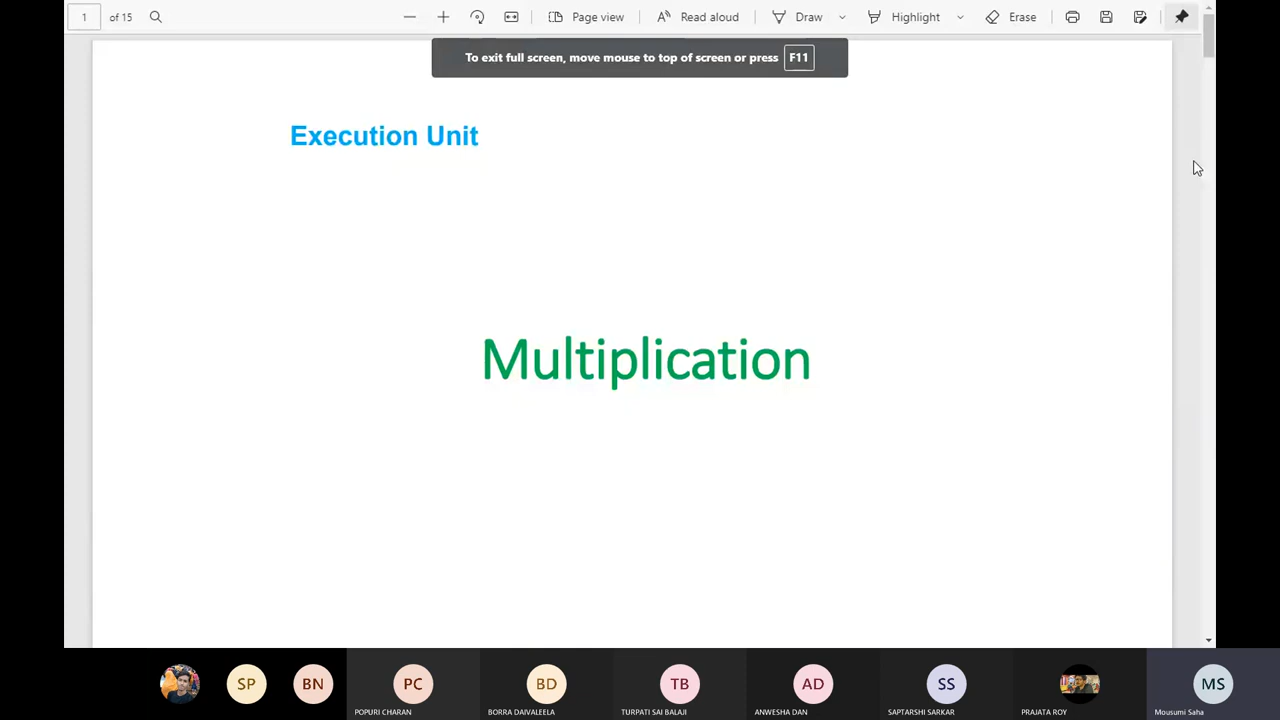 1 of 15 Page view Read aloud Draw Highlight Erase
To exit full screen, move mouse to top of screen or press F11
Execution Unit
Multiplication
SP BN PC BD TB AD SS MS
POPURI CHARAN BORRA DAIVALEELA TURPATI SAI BALAJI ANWESHA DAN SAPTARSHI SARKAR PRAJATA ROY Mousumi Saha